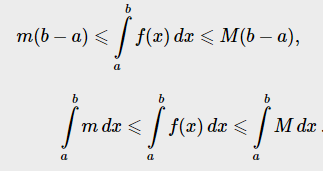 m(b − a) ⩽ ∫_a^b f(x) dx ⩽ M(b − a),
∫_a^b m dx ⩽ ∫_a^b f(x) dx ⩽ ∫_a^b M dx.